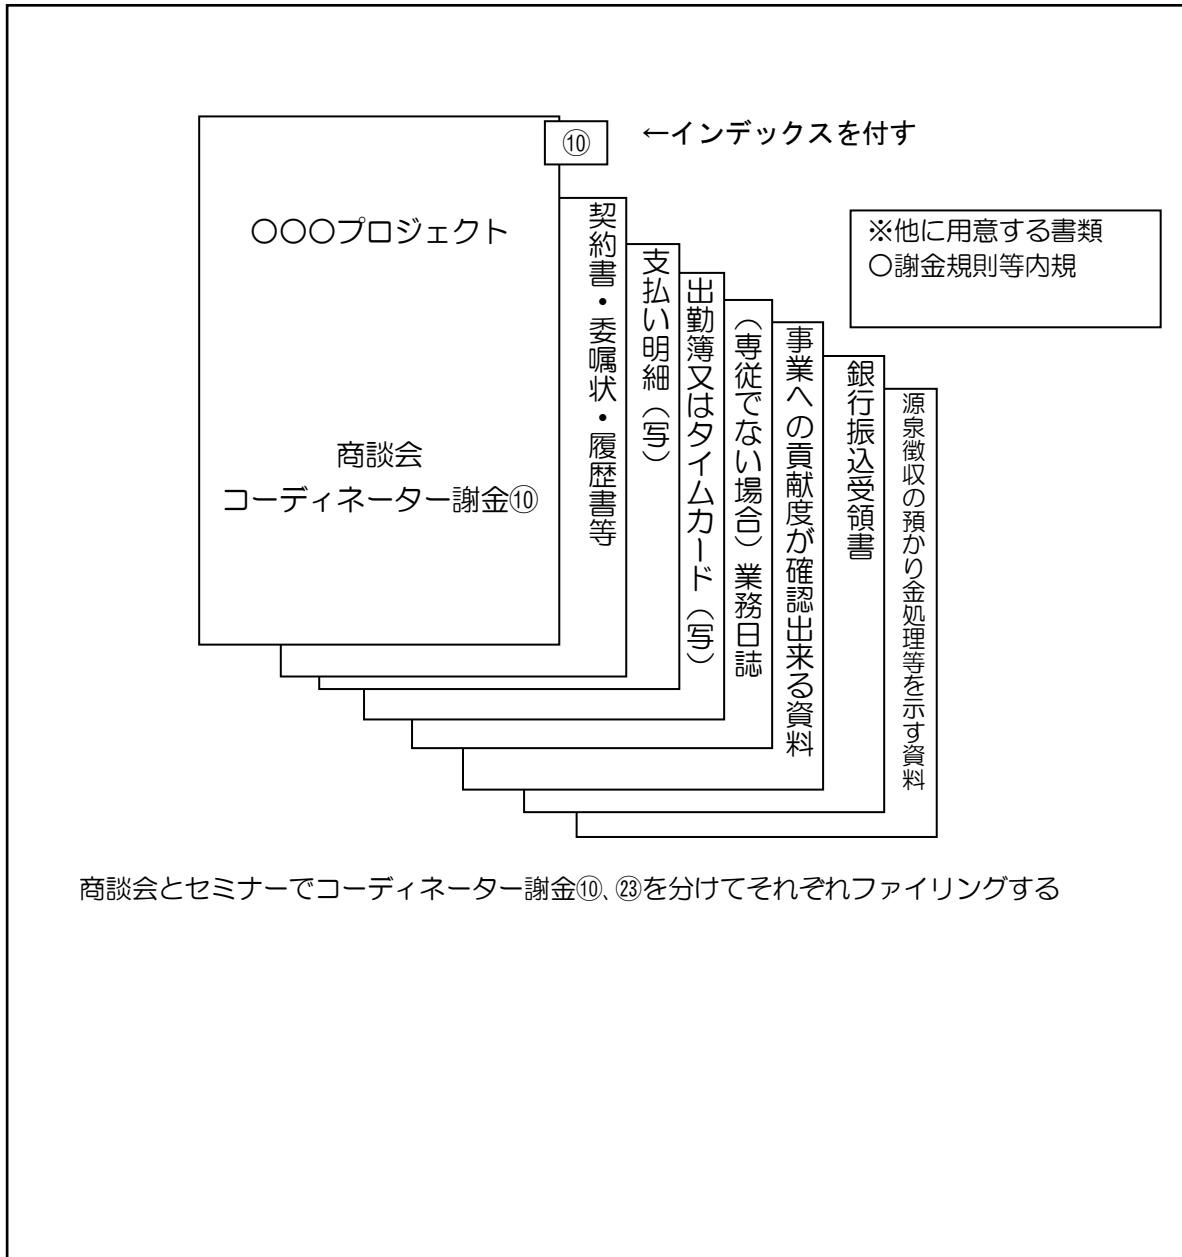 ⑩
←インデックスを付す
〇〇〇プロジェクト
商談会
コーディネーター謝金⑩
契約書・委嘱状・履歴書等
支払い明細（写）
出勤簿又はタイムカード（写）
（専従でない場合）業務日誌
事業への貢献度が確認出来る資料
銀行振込受領書
源泉徴収の預かり金処理等を示す資料
※他に用意する書類
〇謝金規則等内規
商談会とセミナーでコーディネーター謝金⑩、㉓を分けてそれぞれファイリングする